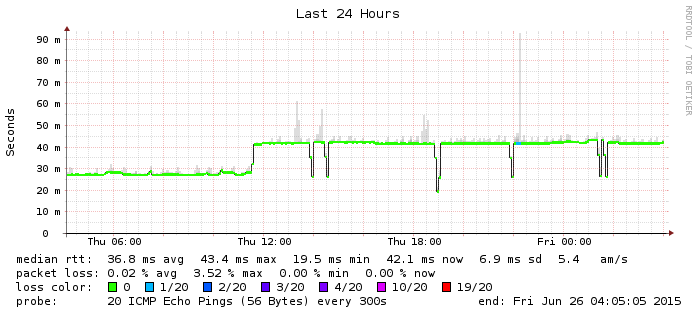 Last 24 Hours
RRDTOOL / TOBI OETIKER
Seconds
90 m
80 m
70 m
60 m
50 m
40 m
30 m
20 m
10 m
0
Thu 06:00 Thu 12:00 Thu 18:00 Fri 00:00
median rtt: 36.8 ms avg 43.4 ms max 19.5 ms min 42.1 ms now 6.9 ms sd 5.4 am/s
packet loss: 0.02 % avg 3.52 % max 0.00 % min 0.00 % now
loss color: 0 1/20 2/20 3/20 4/20 10/20 19/20
probe: 20 ICMP Echo Pings (56 Bytes) every 300s end: Fri Jun 26 04:05:05 2015